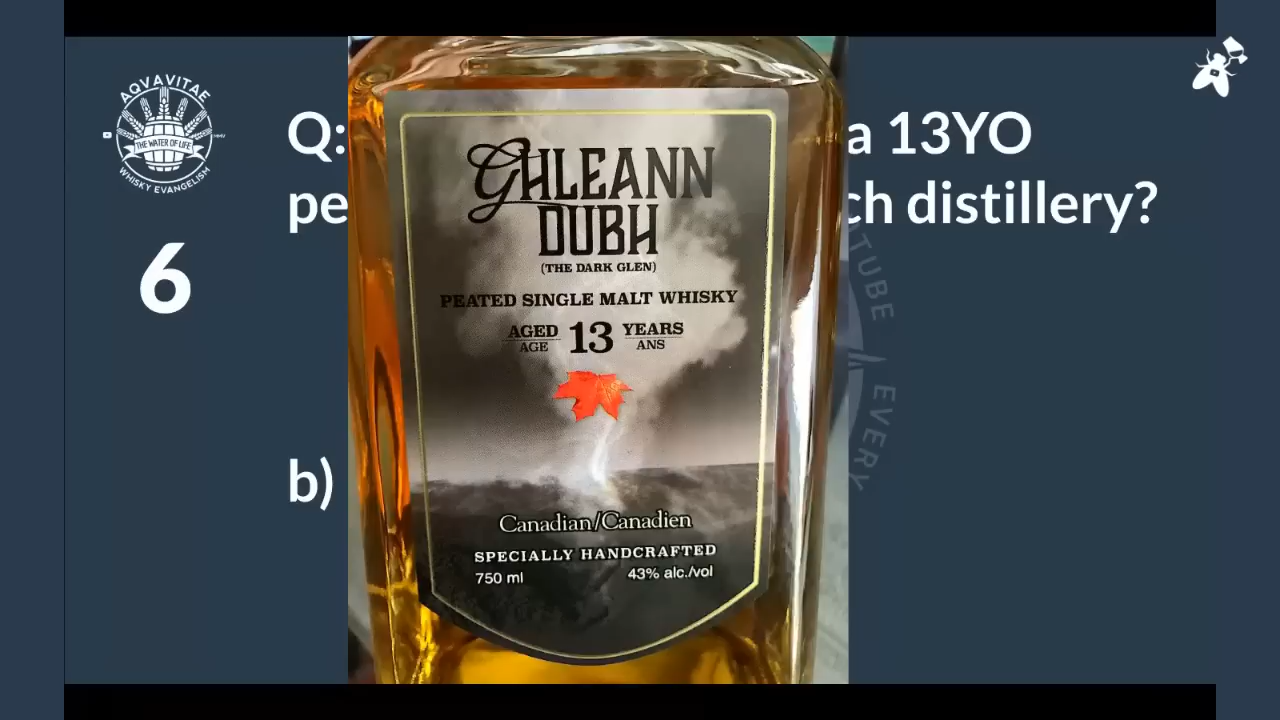 AQVAVITAE
THE WATER OF LIFE
WHISKY EVANGELISM
6
Q: a 13YO
pe ch distillery?
b)
GHLEANN
DUBH
(THE DARK GLEN)
PEATED SINGLE MALT WHISKY
AGED 13 YEARS
AGE ANS
Canadian/Canadien
SPECIALLY HANDCRAFTED
750 ml 43% alc./vol
EVERY